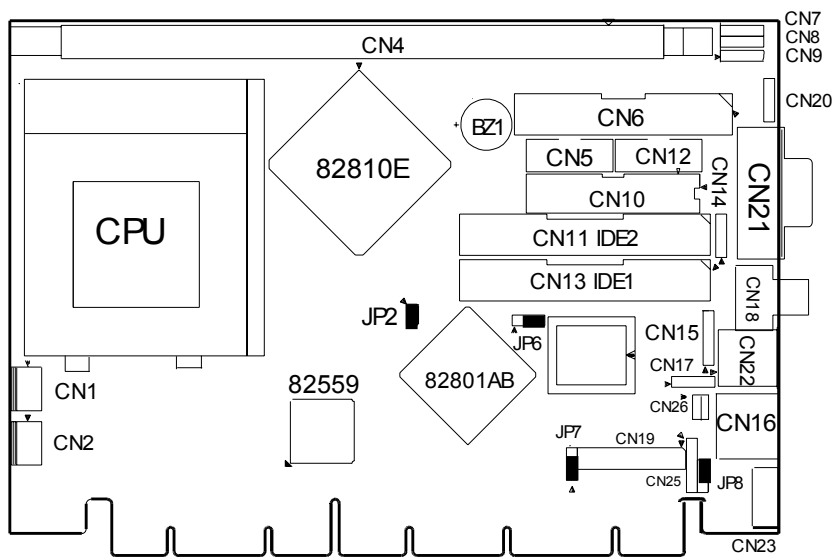 CN7
CN8
CN4
CN9
CN20
BZ1
CN6
CN5
CN12
82810E
CN14
CN10
CN21
CPU
CN11 IDE2
CN13 IDE1
CN18
JP2
JP6
CN15
CN22
CN17
82559
82801AB
CN1
CN26
CN16
CN2
JP7
CN19
CN25
JP8
CN23